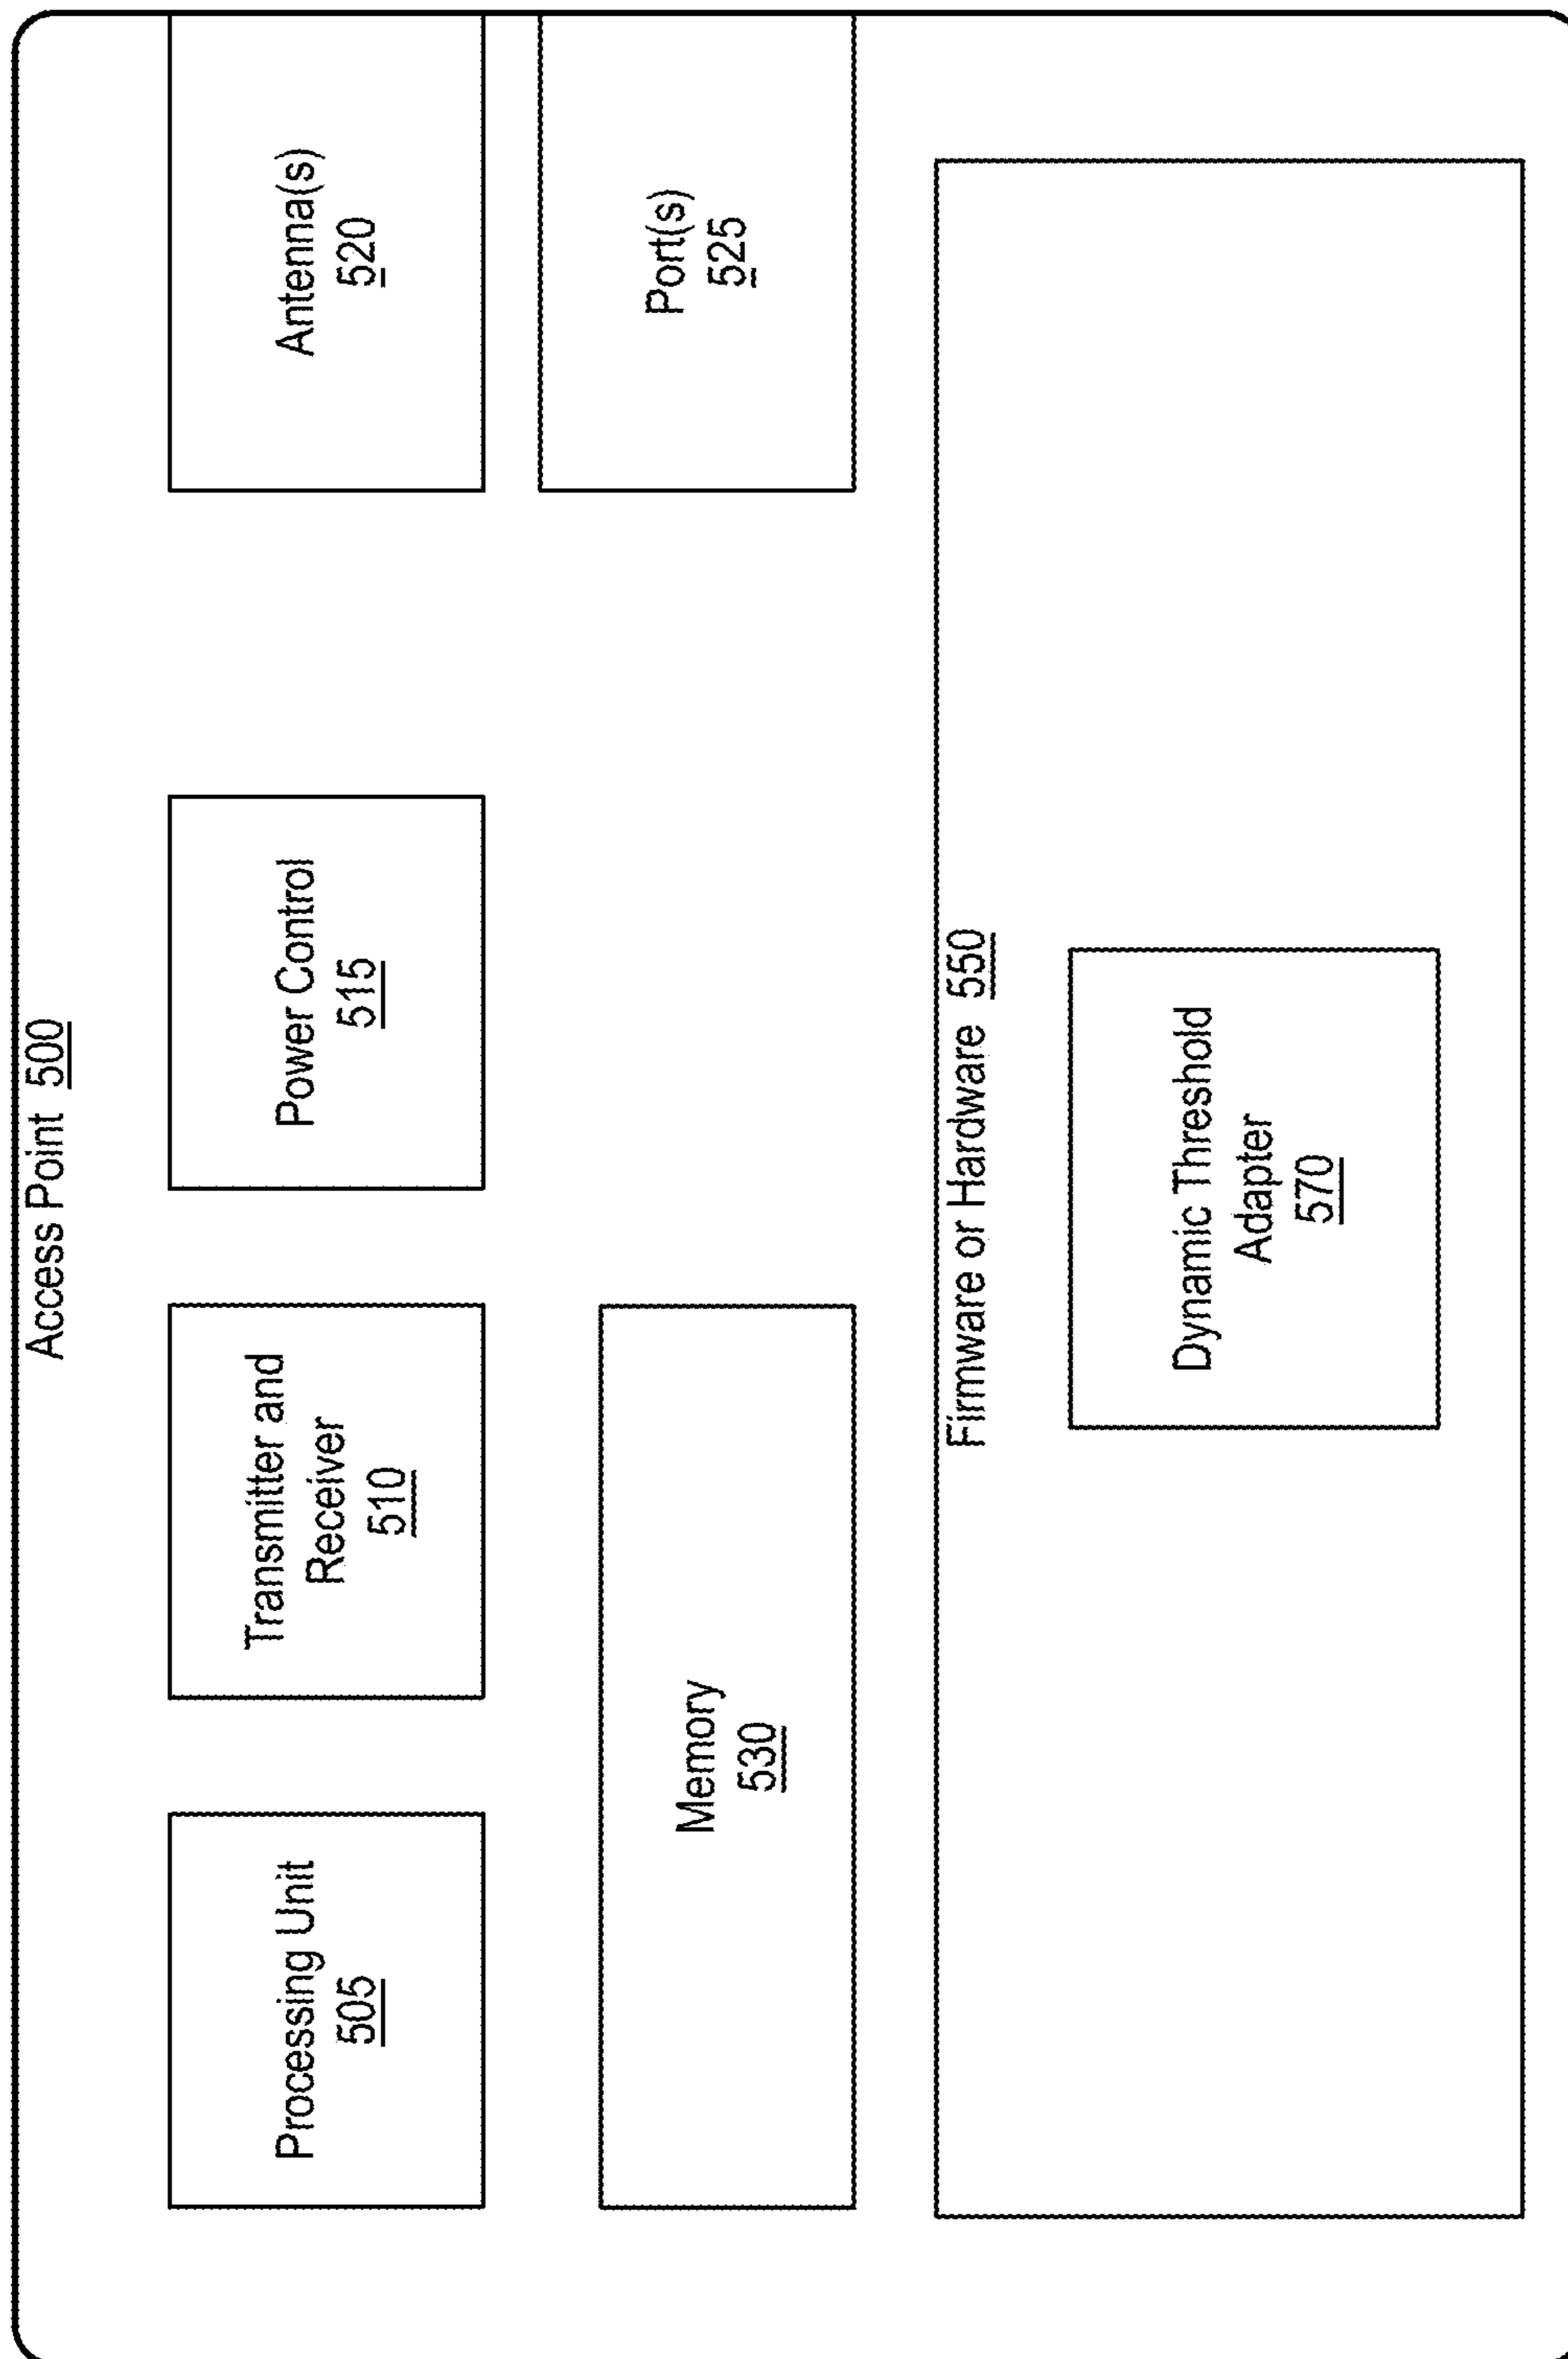 Access Point 500
Processing Unit
505
Transmitter and
Receiver
510
Power Control
515
Antenna(s)
520
Memory
530
Port(s)
525
Firmware or Hardware 550
Dynamic Threshold
Adapter
570